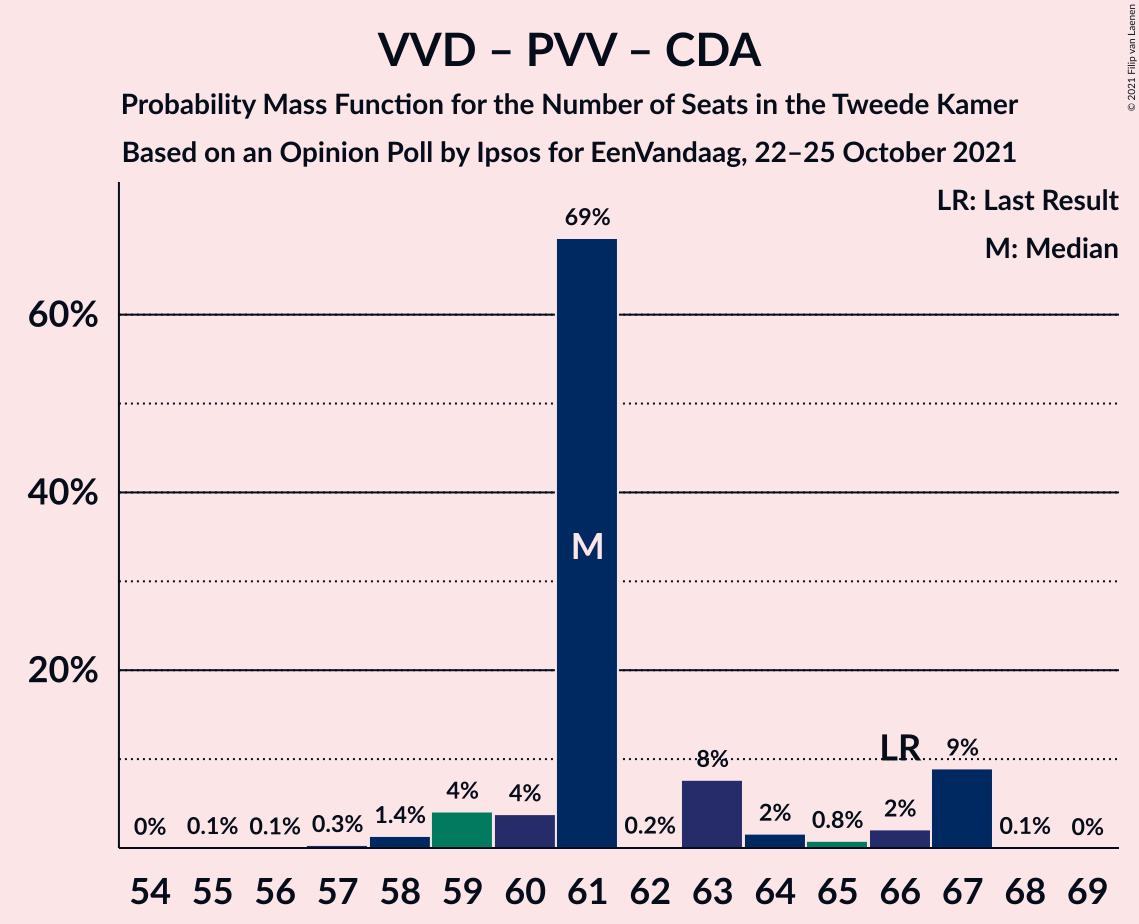 VVD – PVV – CDA
Probability Mass Function for the Number of Seats in the Tweede Kamer
Based on an Opinion Poll by Ipsos for EenVandaag, 22–25 October 2021
© 2021 Filip van Laenen
LR: Last Result
M: Median
60%
40%
20%
0% 0.1% 0.1% 0.3% 1.4% 4% 4% 69% 0.2% 8% 2% 0.8% 2% 9% 0.1% 0%
M
LR
54 55 56 57 58 59 60 61 62 63 64 65 66 67 68 69